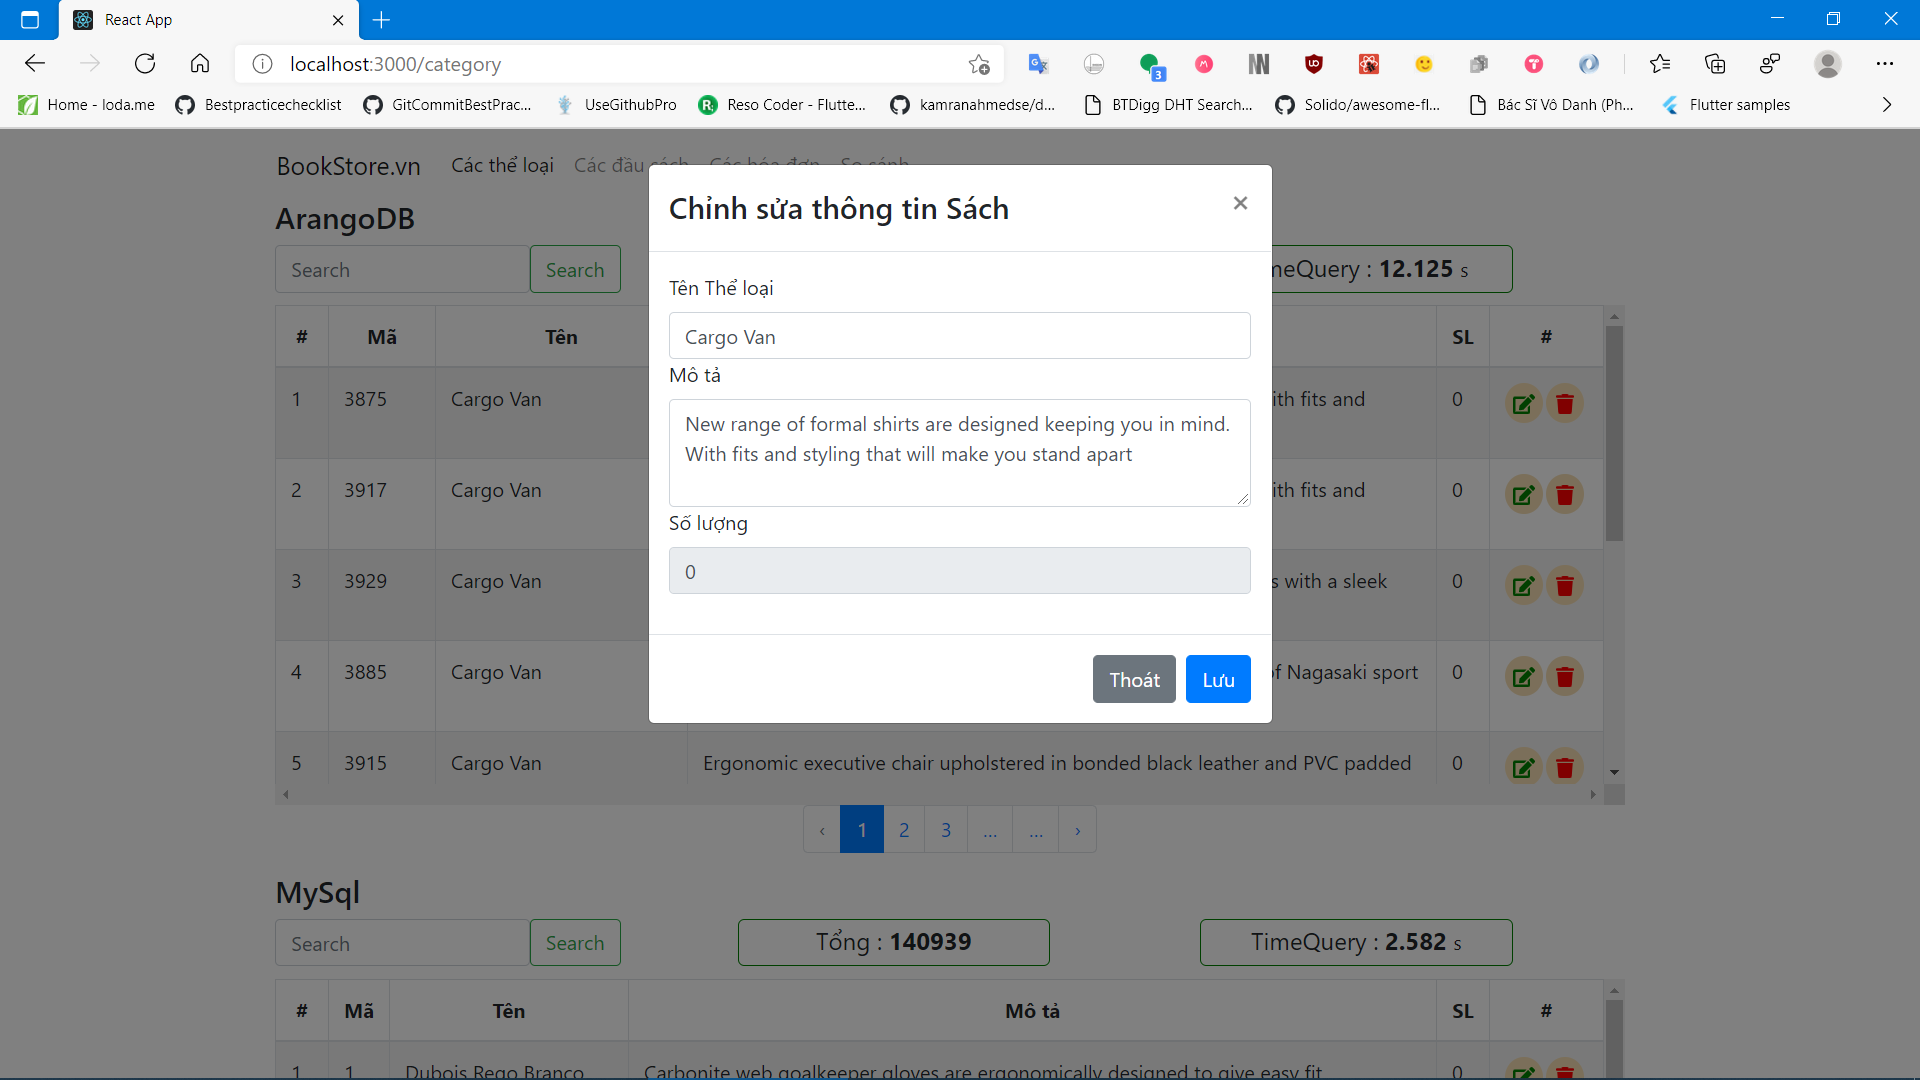 React App
localhost:3000/category
3
Home - loda.me
Bestpracticechecklist
GitCommitBestPrac...
UseGithubPro
Reso Coder - Flutte...
kamranahmedse/d...
BTDigg DHT Search...
Solido/awesome-fl...
Bác Sĩ Vô Danh (Ph...
Flutter samples
BookStore.vn Các thể loại Các đầu sách Các hóa đơn So sánh
ArangoDB
Search Search
meQuery : 12.125 s
Chỉnh sửa thông tin Sách ×
Tên Thể loại
Cargo Van
Mô tả
New range of formal shirts are designed keeping you in mind.
With fits and styling that will make you stand apart
Số lượng
0
Thoát Lưu
# Mã Tên SL #
1 3875 Cargo Van ith fits and 0
2 3917 Cargo Van ith fits and 0
3 3929 Cargo Van s with a sleek 0
4 3885 Cargo Van of Nagasaki sport 0
5 3915 Cargo Van Ergonomic executive chair upholstered in bonded black leather and PVC padded 0
‹ 1 2 3 ... ... ›
MySql
Search Search Tổng : 140939 TimeQuery : 2.582 s
# Mã Tên Mô tả SL #
1 1 Dubois Rego Branco Carbonite web goalkeeper gloves are ergonomically designed to give easy fit 0